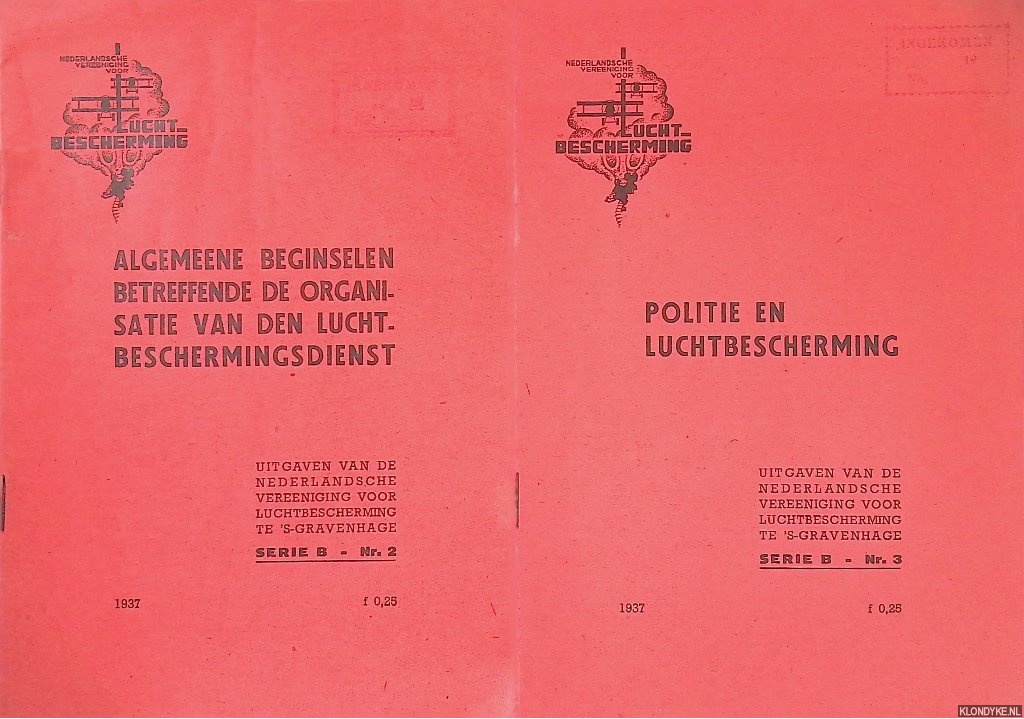 NEDERLANDSCHE
VEREENIGING
VOOR
LUCHT-
BESCHERMING
ALGEMEENE BEGINSELEN
BETREFFENDE DE ORGANI-
SATIE VAN DEN LUCHT-
BESCHERMINGSDIENST
UITGAVEN VAN DE
NEDERLANDSCHE
VEREENIGING VOOR
LUCHTBESCHERMING
TE 'S-GRAVENHAGE
SERIE B - Nr. 2
1937
f 0,25
NEDERLANDSCHE
VEREENIGING
VOOR
LUCHT-
BESCHERMING
INGEKOMEN
19
POLITIE EN
LUCHTBESCHERMING
UITGAVEN VAN DE
NEDERLANDSCHE
VEREENIGING VOOR
LUCHTBESCHERMING
TE 'S-GRAVENHAGE
SERIE B - Nr. 3
1937
f 0,25
KLONDYKE.NL